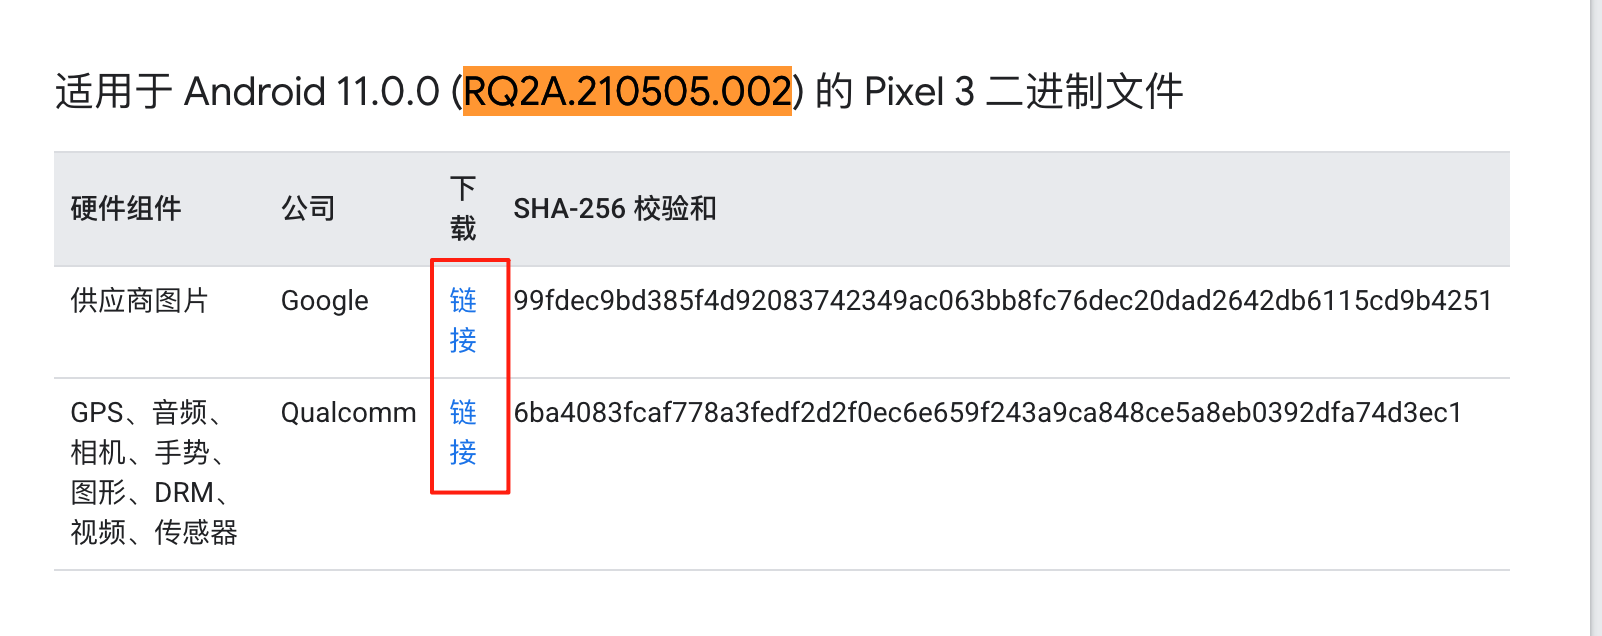 适用于 Android 11.0.0 (RQ2A.210505.002) 的 Pixel 3 二进制文件
硬件组件 公司 下载 SHA-256 校验和
供应商图片 Google 链接 99fdec9bd385f4d92083742349ac063bb8fc76dec20dad2642db6115cd9b4251
GPS、音频、 Qualcomm 链接 6ba4083fcaf778a3fedf2d2f0ec6e659f243a9ca848ce5a8eb0392dfa74d3ec1
相机、手势、
图形、DRM、
视频、传感器